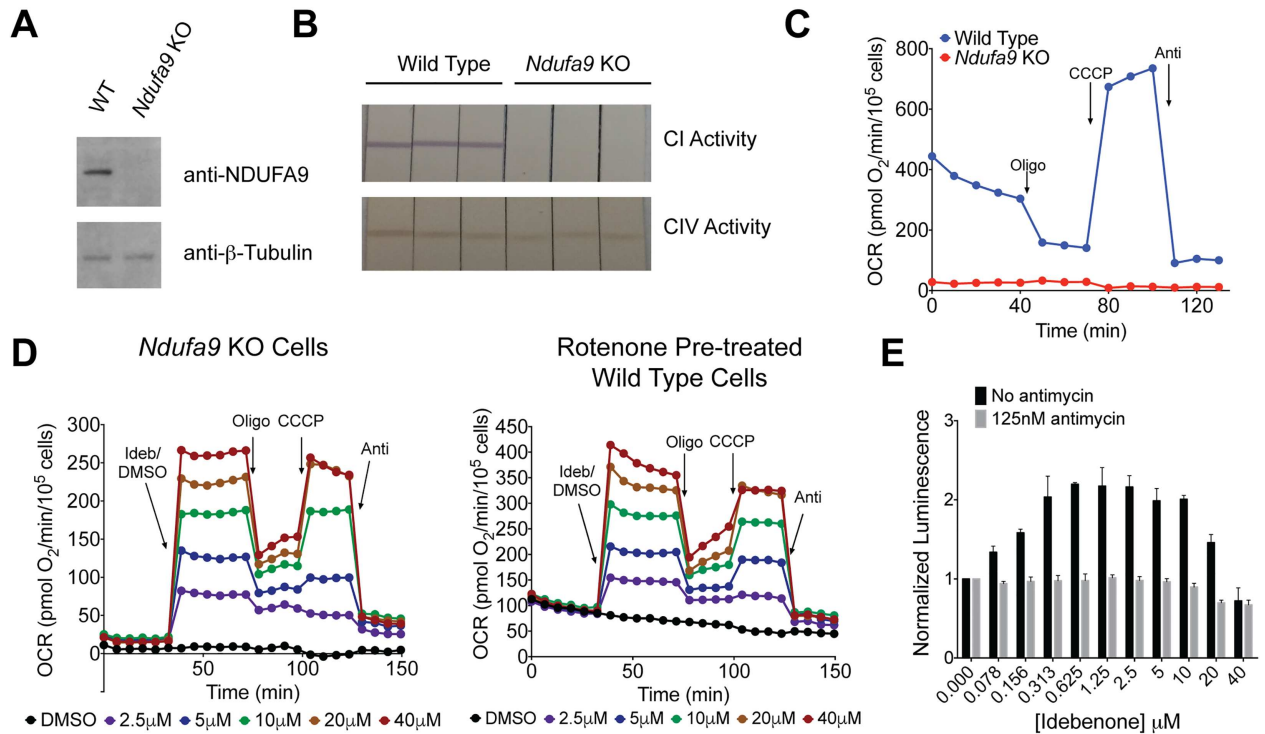 A
WT
Ndufa9 KO
anti-NDUFA9
anti-β-Tubulin
B
Wild Type
Ndufa9 KO
CI Activity
CIV Activity
C
Wild Type
Ndufa9 KO
OCR (pmol O2/min/10^5 cells)
800
600
400
200
0
Oligo
CCCP
Anti
0
40
80
120
Time (min)
D
Ndufa9 KO Cells
OCR (pmol O2/min/10^5 cells)
300
250
200
150
100
50
0
Ideb/
DMSO
Oligo
CCCP
Anti
50
100
150
Time (min)
DMSO
2.5μM
5μM
10μM
20μM
40μM
Rotenone Pre-treated
Wild Type Cells
OCR (pmol O2/min/10^5 cells)
450
400
350
300
250
200
150
100
50
0
Ideb/
DMSO
Oligo
CCCP
Anti
0
50
100
150
Time (min)
DMSO
2.5μM
5μM
10μM
20μM
40μM
E
No antimycin
125nM antimycin
Normalized Luminescence
3
2
1
0
0.000
0.078
0.156
0.313
0.625
1.25
2.5
5
10
20
40
[Idebenone] μM